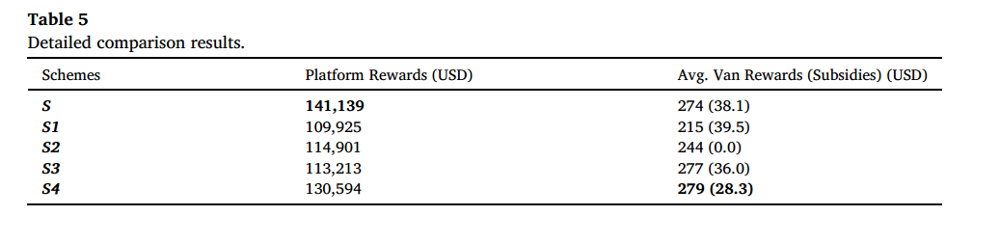 Table 5
Detailed comparison results.
Schemes Platform Rewards (USD) Avg. Van Rewards (Subsidies) (USD)
S 141,139 274 (38.1)
S1 109,925 215 (39.5)
S2 114,901 244 (0.0)
S3 113,213 277 (36.0)
S4 130,594 279 (28.3)